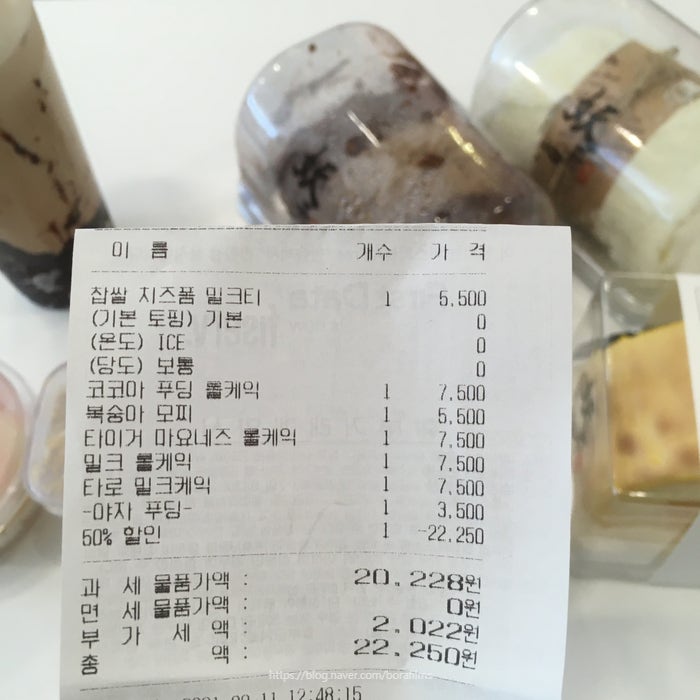 이 름 개수 가 격
찹쌀 치즈폼 밀크티 1 5,500
(기본 토핑) 기본 0
(온도) ICE 0
(당도) 보통 0
코코아 푸딩 롤케익 1 7,500
복숭아 모찌 1 5,500
타이거 마요네즈 롤케익 1 7,500
밀크 롤케익 1 7,500
타로 밀크케익 1 7,500
-야자 푸딩- 1 3,500
50% 할인 1 -22,250
과 세 물품가액 : 20,228원
면 세 물품가액 : 0원
부 가 세 액 : 2,022원
총 액 : 22,250원
12:48:15
https://blog.naver.com/borafilms